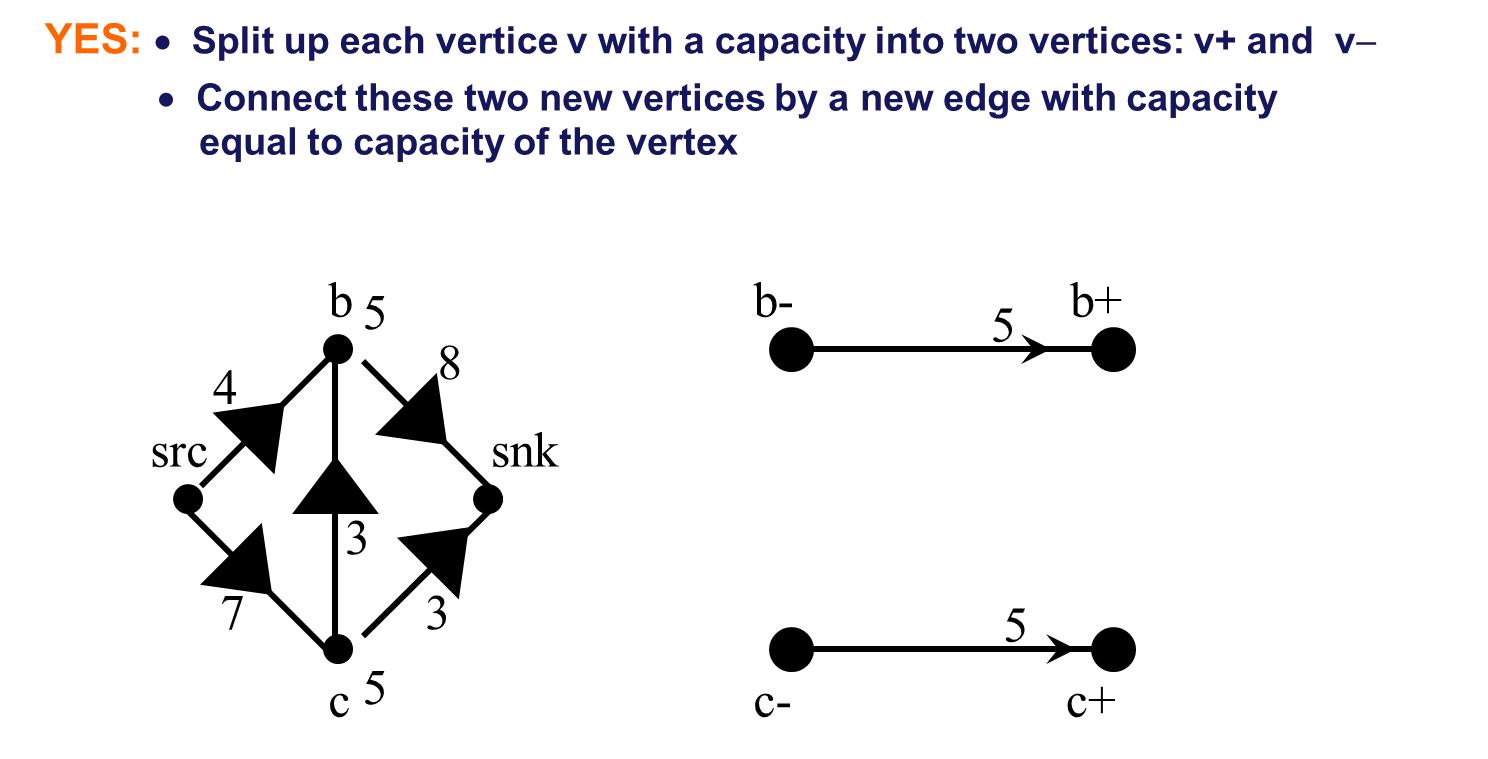 YES: • Split up each vertice v with a capacity into two vertices: v+ and v–
• Connect these two new vertices by a new edge with capacity
equal to capacity of the vertex
b 5
b-
5
b+
4
8
src
snk
3
7
3
5
c 5
c-
c+